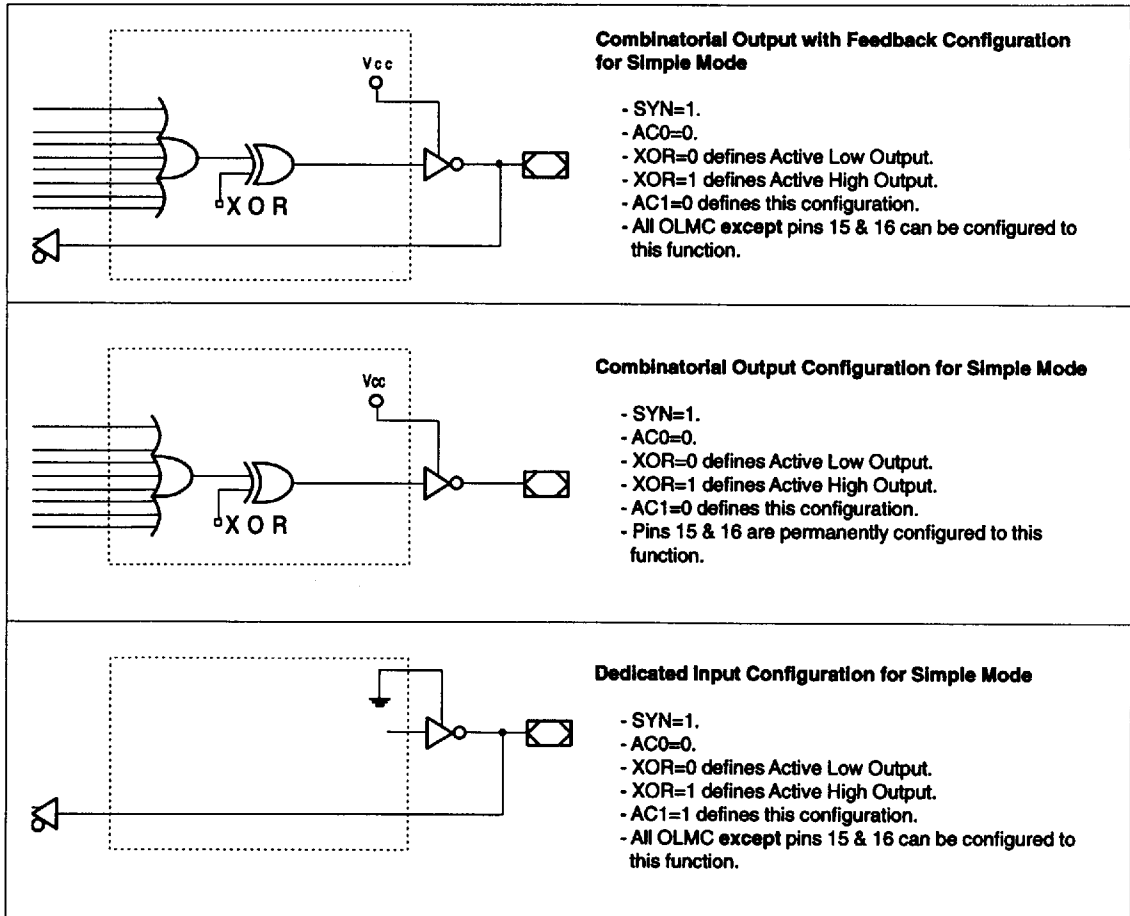 Combinatorial Output with Feedback Configuration
for Simple Mode
Vcc
- SYN=1.
- AC0=0.
- XOR=0 defines Active Low Output.
- XOR=1 defines Active High Output.
- AC1=0 defines this configuration.
- All OLMC except pins 15 & 16 can be configured to
this function.
XOR
Combinatorial Output Configuration for Simple Mode
Vcc
- SYN=1.
- AC0=0.
- XOR=0 defines Active Low Output.
- XOR=1 defines Active High Output.
- AC1=0 defines this configuration.
- Pins 15 & 16 are permanently configured to this
function.
XOR
Dedicated Input Configuration for Simple Mode
- SYN=1.
- AC0=0.
- XOR=0 defines Active Low Output.
- XOR=1 defines Active High Output.
- AC1=1 defines this configuration.
- All OLMC except pins 15 & 16 can be configured to
this function.